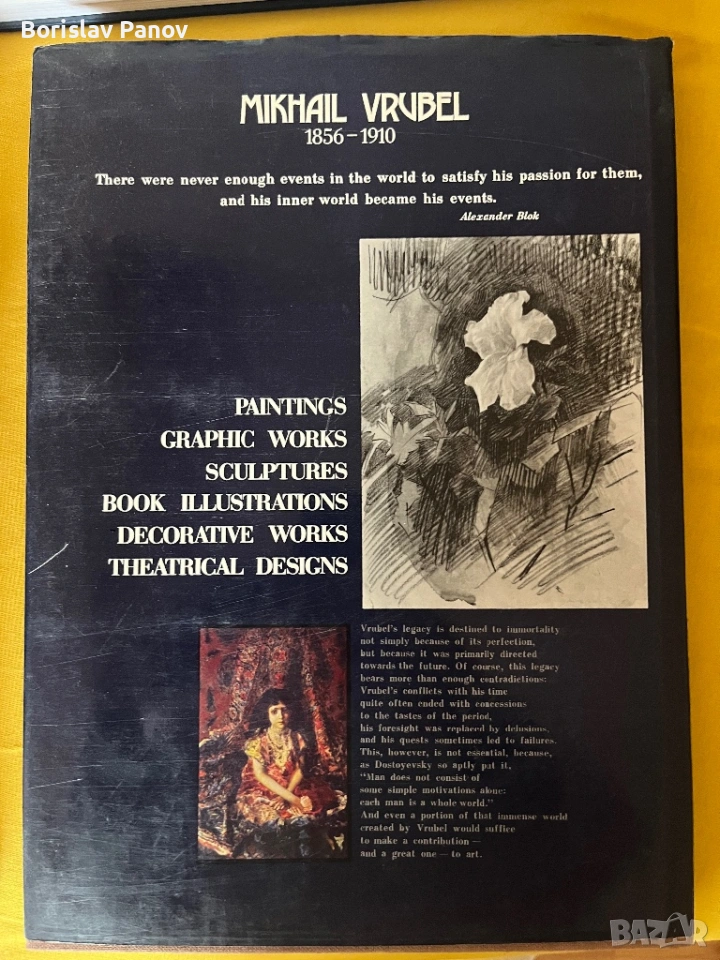 Borislav Panov
MIKHAIL VRUBEL
1856-1910
There were never enough events in the world to satisfy his passion for them,
and his inner world became his events.
Alexander Blok
PAINTINGS
GRAPHIC WORKS
SCULPTURES
BOOK ILLUSTRATIONS
DECORATIVE WORKS
THEATRICAL DESIGNS
Vrubel's legacy is destined to immortality
not simply because of its perfection,
but because it was primarily directed
towards the future. Of course, this legacy
bears more than enough contradictions:
Vrubel's conflicts with his time
quite often ended with concessions
to the tastes of the period,
his foresight was replaced by delusions,
and his quests sometimes led to failures.
This, however, is not essential, because,
as Dostoyevsky so aptly put it,
"Man does not consist of
some simple motivations alone:
each man is a whole world."
And even a portion of that immense world
created by Vrubel would suffice
to make a contribution—
and a great one — to art.
BAZAR